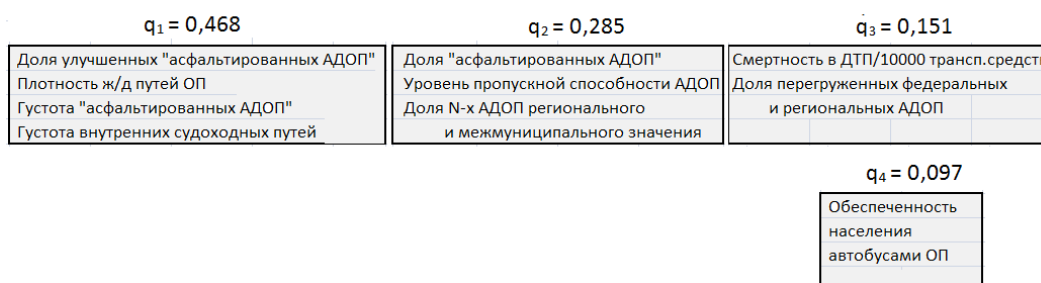 q₁ = 0,468
Доля улучшенных "асфальтированных АДОП"
Плотность ж/д путей ОП
Густота "асфальтированных АДОП"
Густота внутренних судоходных путей
q₂ = 0,285
Доля "асфальтированных АДОП"
Уровень пропускной способности АДОП
Доля N-х АДОП регионального
и межмуниципального значения
q₃ = 0,151
Смертность в ДТП/10000 трансп.средств
Доля перегруженных федеральных
и региональных АДОП
q₄ = 0,097
Обеспеченность
населения
автобусами ОП